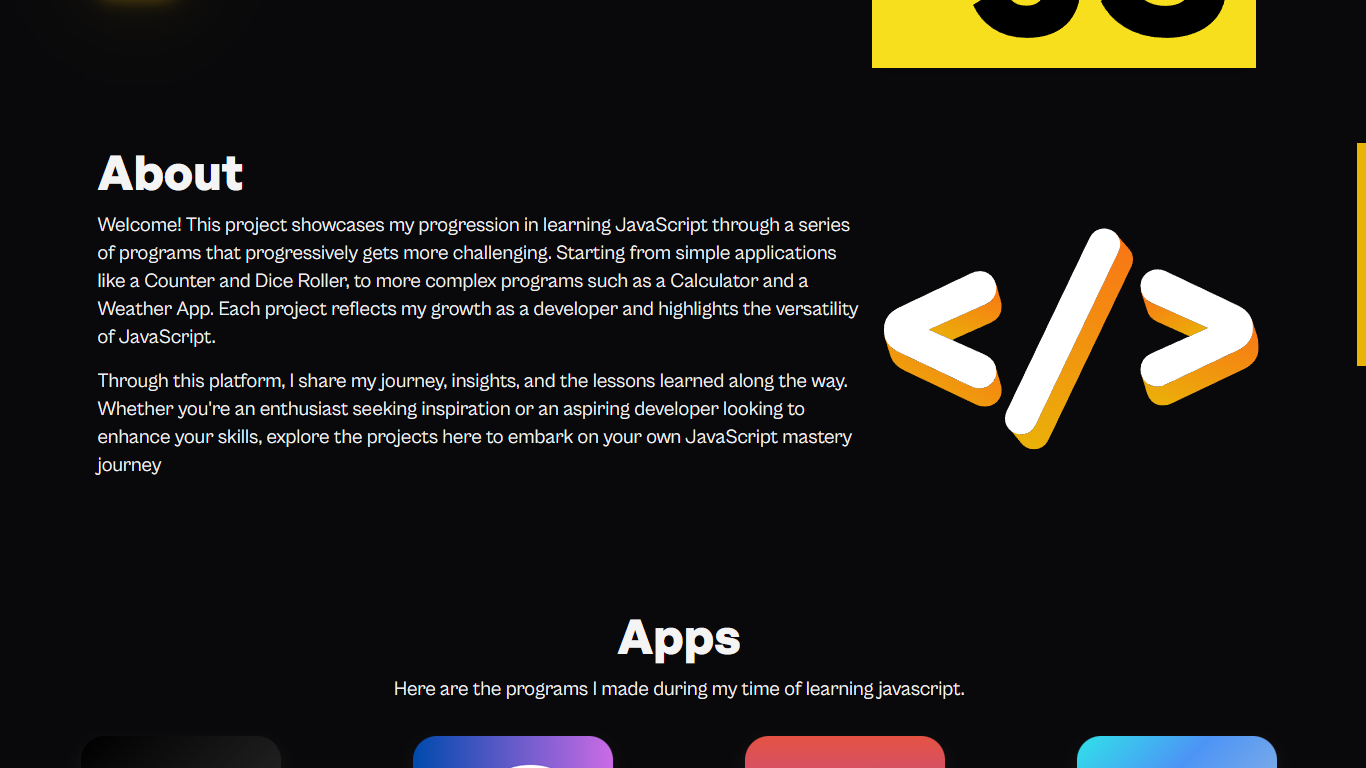 About
Welcome! This project showcases my progression in learning JavaScript through a series
of programs that progressively gets more challenging. Starting from simple applications
like a Counter and Dice Roller, to more complex programs such as a Calculator and a
Weather App. Each project reflects my growth as a developer and highlights the versatility
of JavaScript.
Through this platform, I share my journey, insights, and the lessons learned along the way.
Whether you're an enthusiast seeking inspiration or an aspiring developer looking to
enhance your skills, explore the projects here to embark on your own JavaScript mastery
journey
</>
Apps
Here are the programs I made during my time of learning javascript.